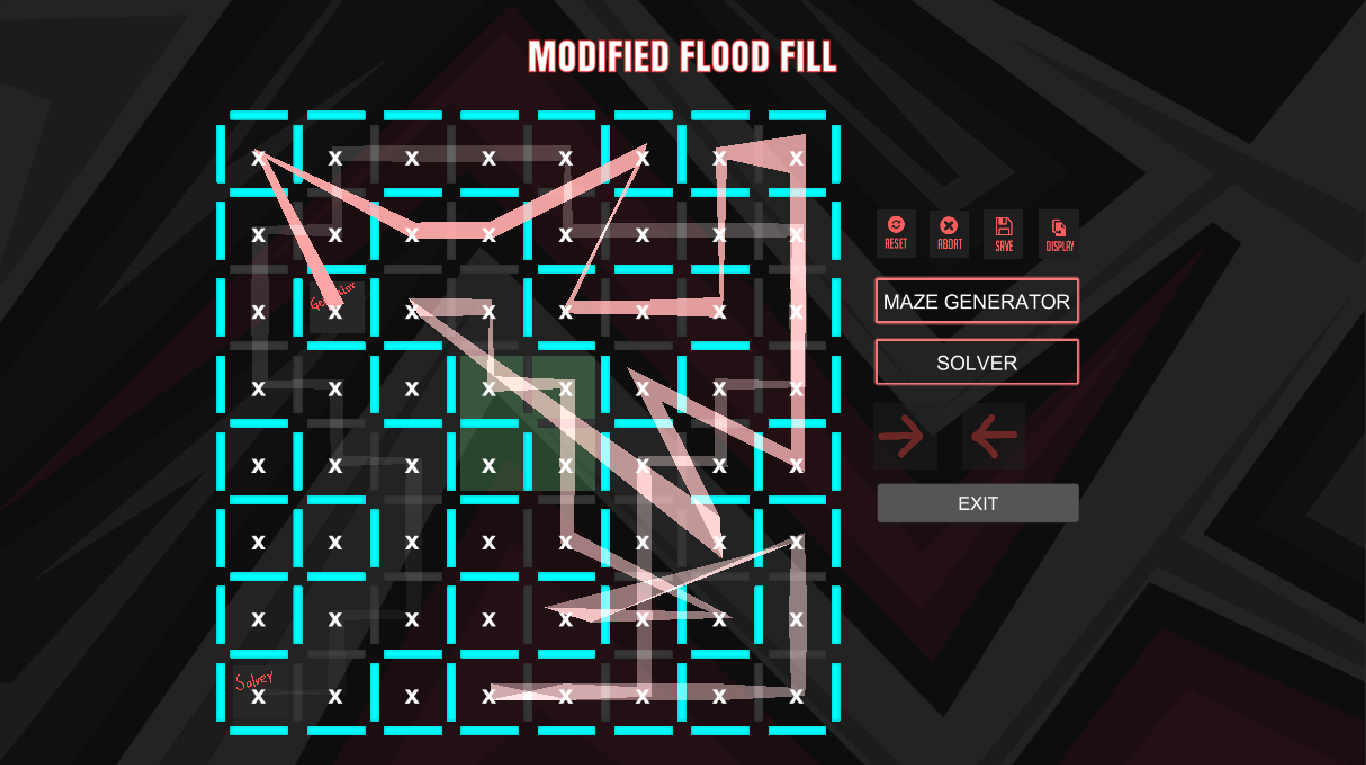 MODIFIED FLOOD FILL
X X X X X X X X
X X X X X X X X
Generator
X X X X X X X X
X X X X X X X X
X X X X X X X X
X X X X X X X X
X X X X X X X X
Solver
X X X X X X X X
RESET ABORT SAVE DISPLAY
MAZE GENERATOR
SOLVER
EXIT